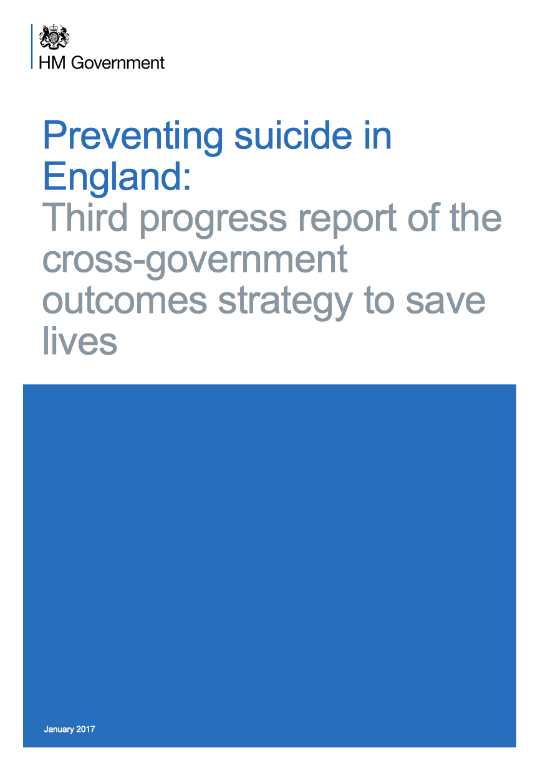 HM Government
Preventing suicide in
England:
Third progress report of the
cross-government
outcomes strategy to save
lives
January 2017